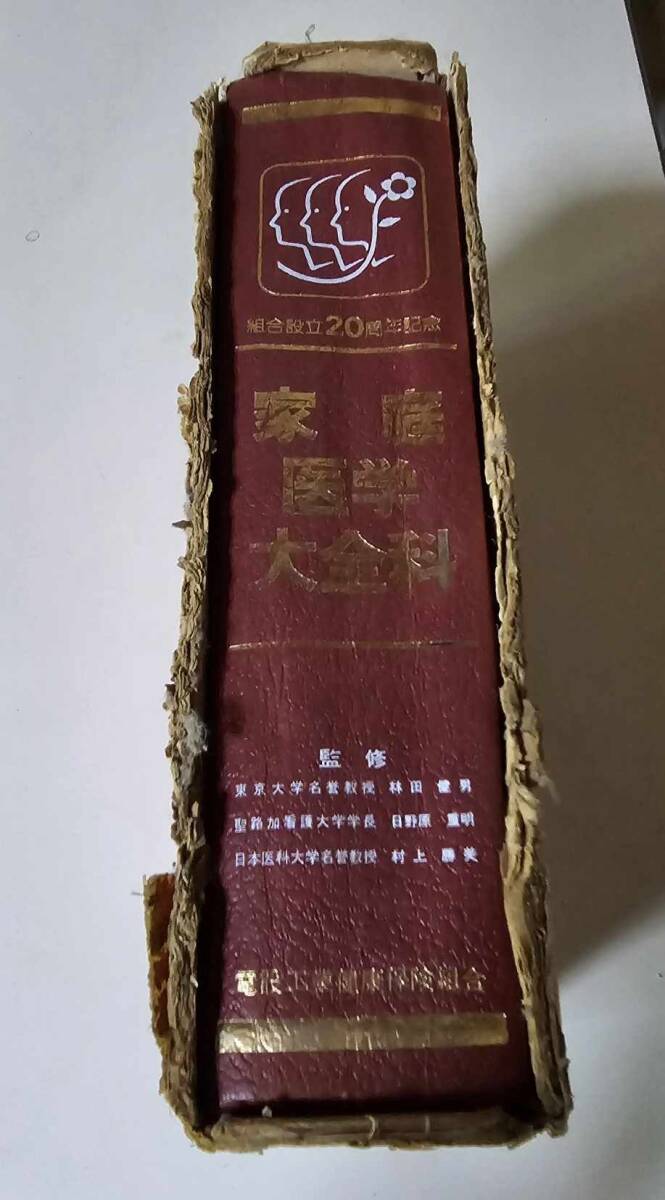 組合設立20周年記念
家庭
医学
大全科
監修
東京大学名誉教授 林田健男
聖路加看護大学学長 日野原重明
日本医科大学名誉教授 村上勝美
電設工業健康保険組合